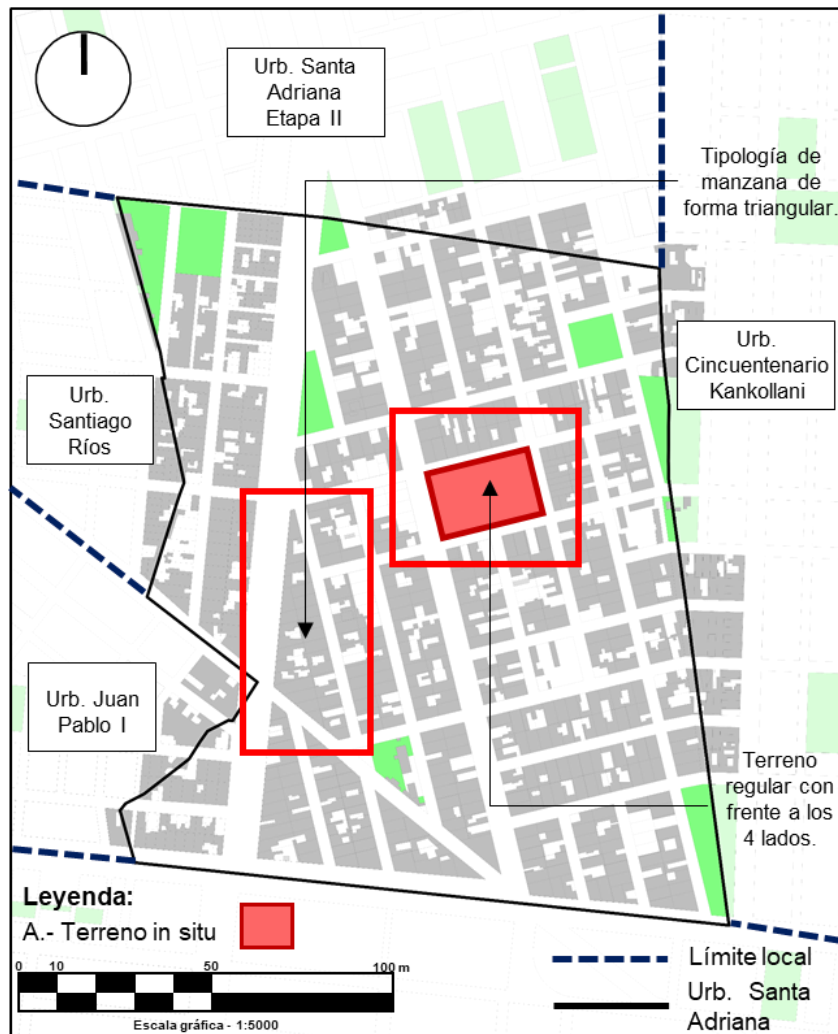 Urb. Santa
Adriana
Etapa II
Tipología de
manzana de
forma triangular.
Urb.
Cincuentenario
Kankollani
Urb.
Santiago
Ríos
Urb. Juan
Pablo I
Terreno
regular con
frente a los
4 lados.
Leyenda:
A.- Terreno in situ
0 10 50 100 m
Escala gráfica - 1:5000
Límite local
Urb. Santa
Adriana